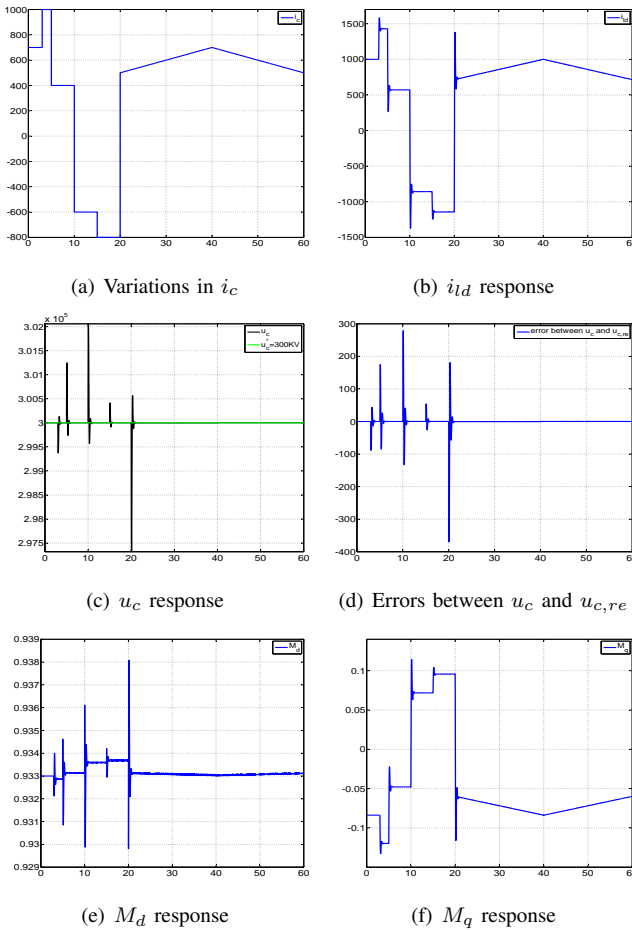 1000
800
600
400
200
0
-200
-400
-600
-800
0 10 20 30 40 50 60
i_c
(a) Variations in i_c
1500
1000
500
0
-500
-1000
-1500
0 10 20 30 40 50 60
i_ld
(b) i_ld response
x 10^5
3.02
3.015
3.01
3.005
3
2.995
2.99
2.985
2.98
2.975
0 10 20 30 40 50 60
u_c
u_c^*=300KV
(c) u_c response
300
200
100
0
-100
-200
-300
-400
0 10 20 30 40 50 60
error between u_c and u_c,re
(d) Errors between u_c and u_c,re
0.939
0.938
0.937
0.936
0.935
0.934
0.933
0.932
0.931
0.93
0.929
0 10 20 30 40 50 60
M_d
(e) M_d response
0.1
0.05
0
-0.05
-0.1
0 10 20 30 40 50 60
M_q
(f) M_q response